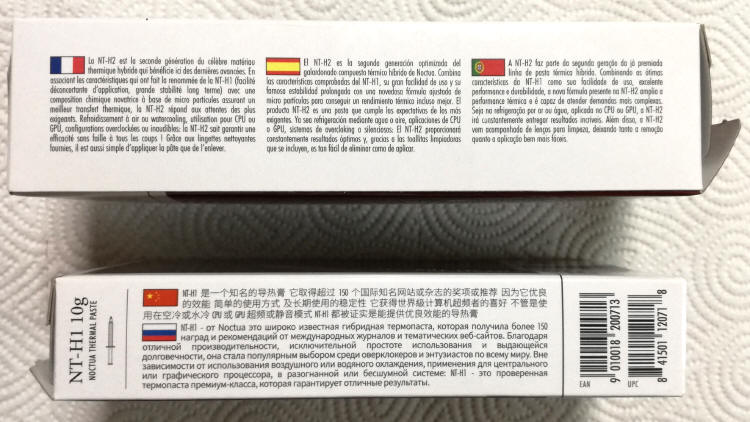 La NT-H2 est la seconde génération du célèbre matériau
thermique hybride qui bénéficie ici des dernières avancées. En
associant les caractéristiques qui ont fait la renommée de la NT-H1 (facilité
déconcertante d'application, grande stabilité long terme) avec une
composition chimique novatrice à base de micro particules assurant un
meilleur transfert thermique, la NT-H2 répond aux attentes des plus
exigeants. Refroidissement à air ou watercooling, utilisation pour CPU ou
GPU, configurations overclockées ou inaudibles: la NT-H2 sait garantir une
efficacité sans faille à tous les coups ! Grâce aux lingettes nettoyantes
fournies, il est aussi simple d'appliquer la pâte que de l'enlever.
El NT-H2 es la segunda generación optimizada del
galardonado compuesto térmico híbrido de Noctua. Combina
las características comprobadas del NT-H1, su gran facilidad de uso y su
famosa estabilidad prolongada con una novedosa fórmula ajustada de
micro partículas para conseguir un rendimiento térmico incluso mejor. El
producto NT-H2 es una pasta que cumple las expectativas de los más
exigentes. Ya sea refrigeración mediante agua o aire, aplicaciones de CPU
o GPU, sistemas de overclocking o silenciosos: El NT-H2 proporcionará
constantemente resultados óptimos y, gracias a las toallitas limpiadoras
que se incluyen, es tan fácil de eliminar como de aplicar.
A NT-H2 faz parte da segunda geração da já premiada
linha de pasta térmica híbrida. Combinando as ótimas
características da NT-H1 como sua facilidade de uso, excelente
performance e durabilidade, a nova fórmula presente na NT-H2 amplia a
performance térmica e é capaz de atender demandas mais complexas.
Seja na refrigeração por ar ou água, aplicada no CPU ou GPU, a NT-H2
irá constantemente entregar resultados incríveis. Além disso, a NT-H2
vem acompanhada de lenços para limpeza, deixando tanto a remoção
quanto a aplicação bem mais fáceis.
NT-H1 10g
NOCTUA THERMAL PASTE
NT-H1 是一个知名的导热膏 它取得超过 150 个国际知名网站或杂志的奖项或推荐 因为它优良
的效能 简单的使用方式 及长期使用的稳定性 它获得世界级计算机超频者的喜好 不管是使
用在空冷或水冷 CPU 或 GPU 超频或静音模式 NT-H1 都被证实是能提供优良效能的导热膏
NT-H1 - от Noctua это широко известная гибридная термопаста, которая получила более 150
наград и рекомендаций от международных журналов и тематических веб-сайтов. Благодаря
отличной производительности, исключительной простоте использования и выдающейся
долговечности, она стала популярным выбором среди оверклокеров и энтузиастов по всему миру. Вне
зависимости от использования воздушного или водяного охлаждения, применения для центрального
или графического процессора, в разогнанной или бесшумной системе: NT-H1 - это проверенная
термопаста премиум-класса, которая гарантирует отличные результаты.
EAN
9 010018 200713
UPC
8 41501 12071 8